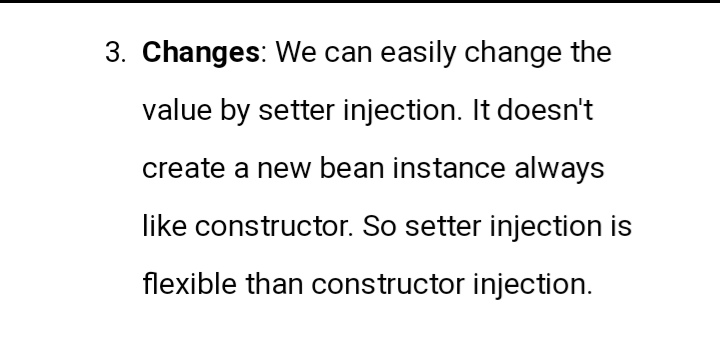 3. Changes: We can easily change the
value by setter injection. It doesn't
create a new bean instance always
like constructor. So setter injection is
flexible than constructor injection.